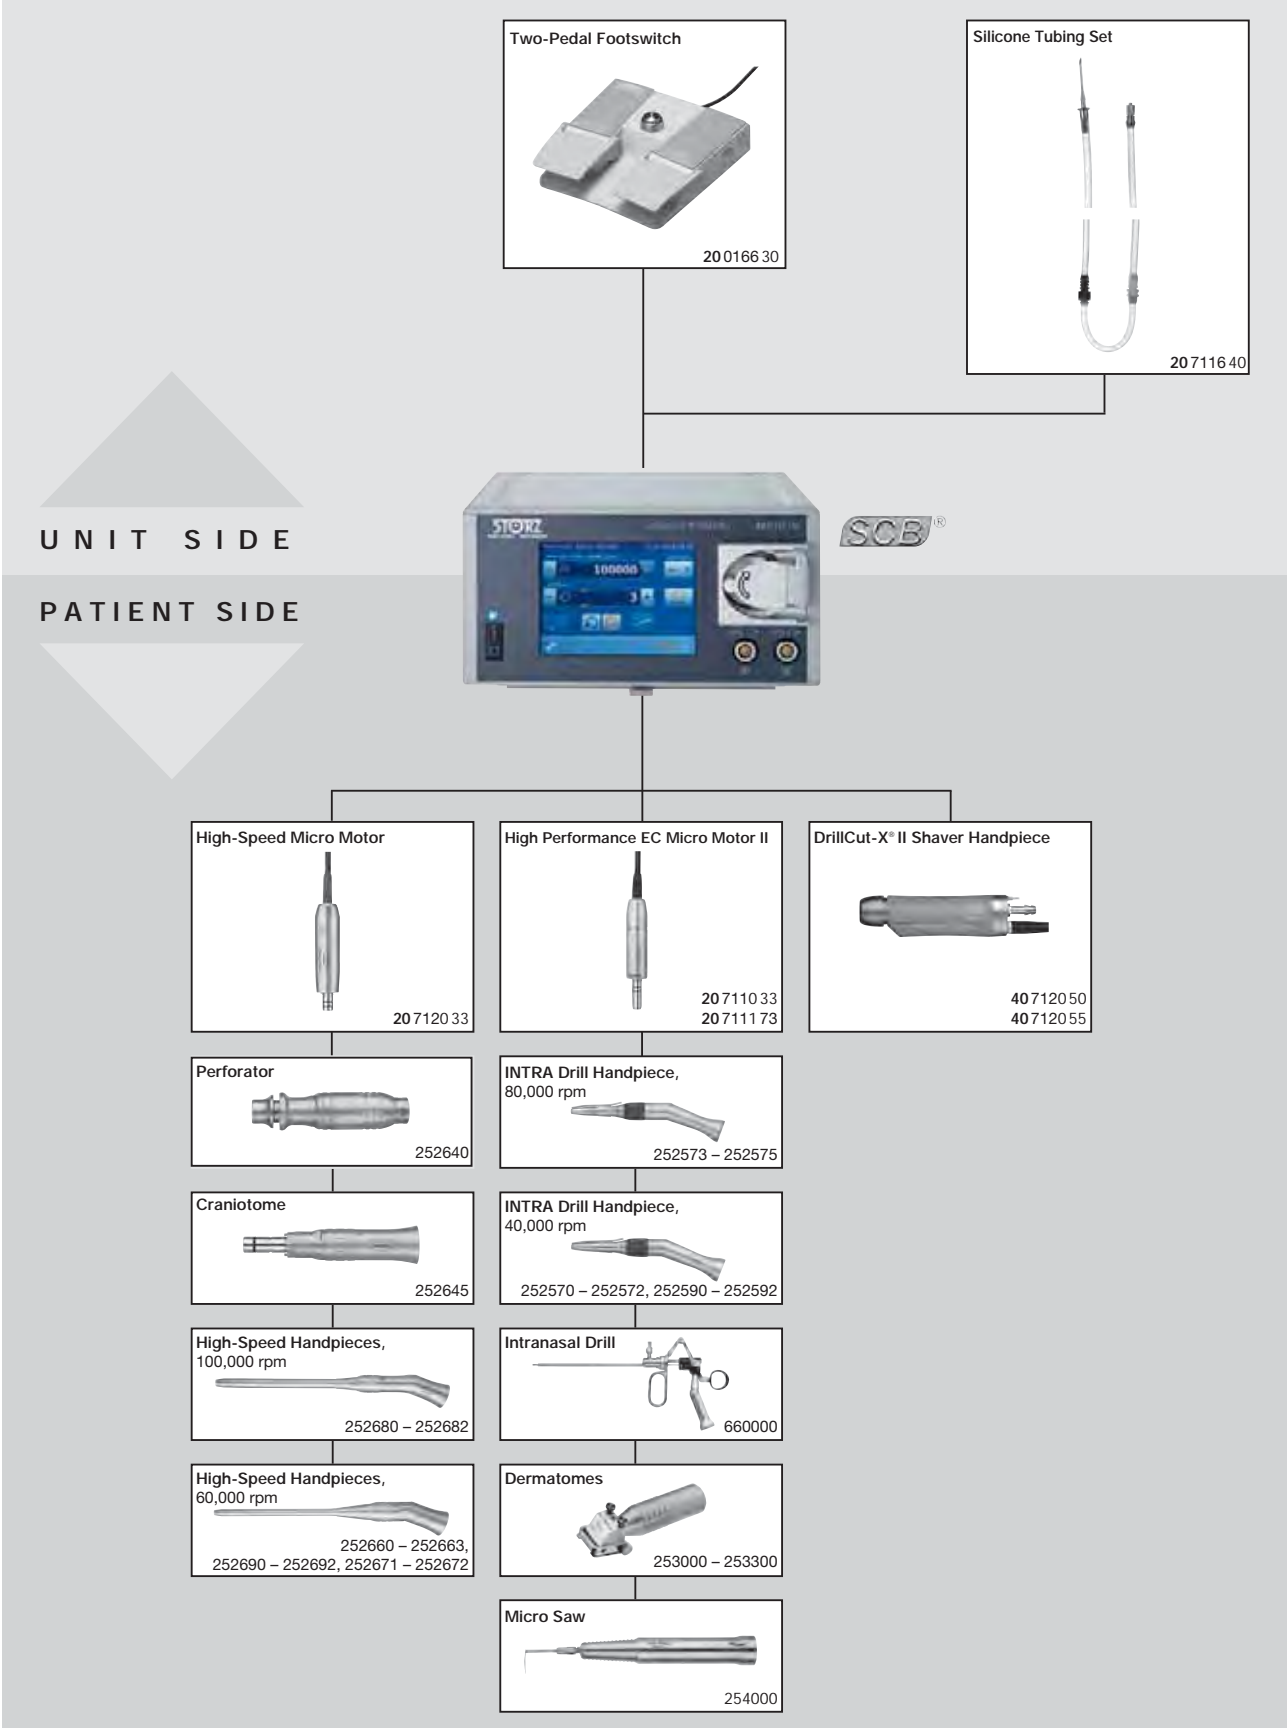 Two-Pedal Footswitch
20 0166 30
Silicone Tubing Set
20 7116 40
UNIT SIDE
PATIENT SIDE
STORZ
100000
3
SCB®
High-Speed Micro Motor
20 7120 33
High Performance EC Micro Motor II
20 7110 33
20 7111 73
DrillCut-X® II Shaver Handpiece
40 7120 50
40 7120 55
Perforator
252640
Craniotome
252645
High-Speed Handpieces,
100,000 rpm
252680 – 252682
High-Speed Handpieces,
60,000 rpm
252660 – 252663,
252690 – 252692, 252671 – 252672
INTRA Drill Handpiece,
80,000 rpm
252573 – 252575
INTRA Drill Handpiece,
40,000 rpm
252570 – 252572, 252590 – 252592
Intranasal Drill
660000
Dermatomes
253000 – 253300
Micro Saw
254000